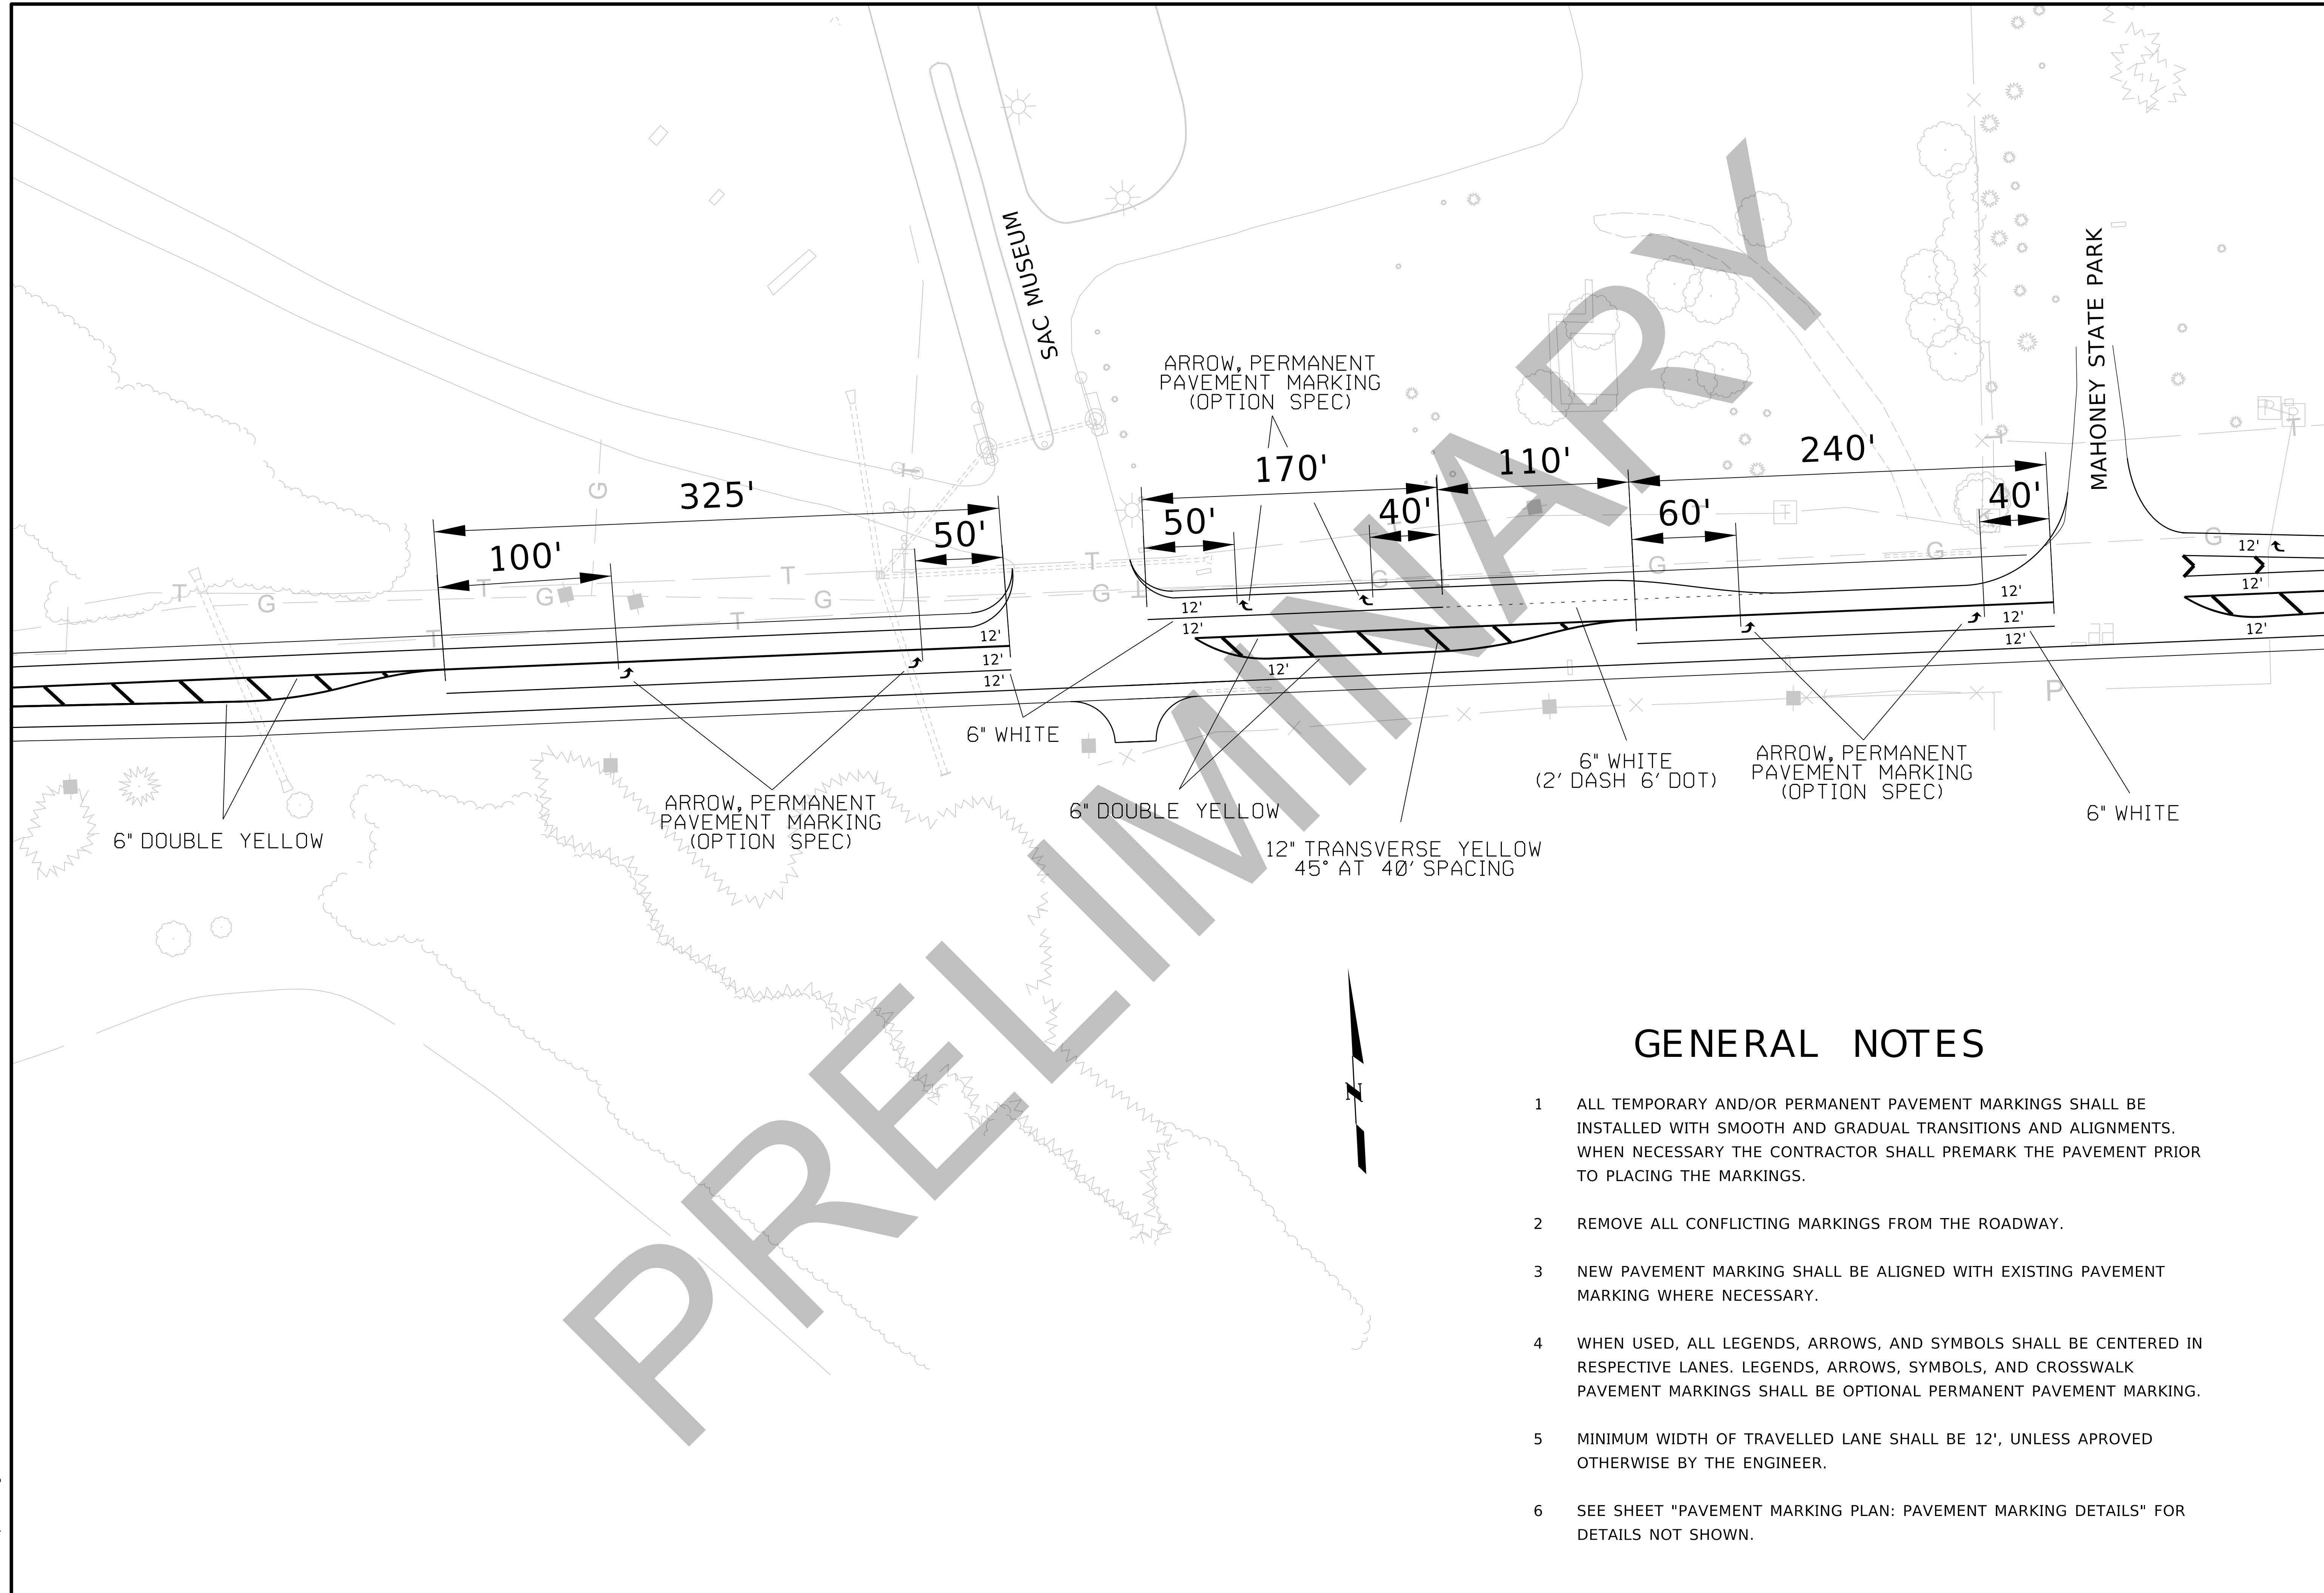 SAC MUSEUM
MAHONEY STATE PARK
ARROW, PERMANENT
PAVEMENT MARKING
(OPTION SPEC)
325'
100'
50'
170'
50'
40'
110'
240'
60'
40'
12'
12'
12'
12'
12'
12'
12'
12'
12'
12'
12'
12'
T
G
T
T
G
G
T
T
G
T
T
G
T
G
G
T
G
G
T
T
P
G
T
P
6" WHITE
6" DOUBLE YELLOW
ARROW, PERMANENT
PAVEMENT MARKING
(OPTION SPEC)
6" DOUBLE YELLOW
12" TRANSVERSE YELLOW
45° AT 40' SPACING
6" WHITE
(2' DASH 6' DOT)
ARROW, PERMANENT
PAVEMENT MARKING
(OPTION SPEC)
6" WHITE
PRELIMINARY
N
GENERAL NOTES
1 ALL TEMPORARY AND/OR PERMANENT PAVEMENT MARKINGS SHALL BE
INSTALLED WITH SMOOTH AND GRADUAL TRANSITIONS AND ALIGNMENTS.
WHEN NECESSARY THE CONTRACTOR SHALL PREMARK THE PAVEMENT PRIOR
TO PLACING THE MARKINGS.
2 REMOVE ALL CONFLICTING MARKINGS FROM THE ROADWAY.
3 NEW PAVEMENT MARKING SHALL BE ALIGNED WITH EXISTING PAVEMENT
MARKING WHERE NECESSARY.
4 WHEN USED, ALL LEGENDS, ARROWS, AND SYMBOLS SHALL BE CENTERED IN
RESPECTIVE LANES. LEGENDS, ARROWS, SYMBOLS, AND CROSSWALK
PAVEMENT MARKINGS SHALL BE OPTIONAL PERMANENT PAVEMENT MARKING.
5 MINIMUM WIDTH OF TRAVELLED LANE SHALL BE 12', UNLESS APROVED
OTHERWISE BY THE ENGINEER.
6 SEE SHEET "PAVEMENT MARKING PLAN: PAVEMENT MARKING DETAILS" FOR
DETAILS NOT SHOWN.